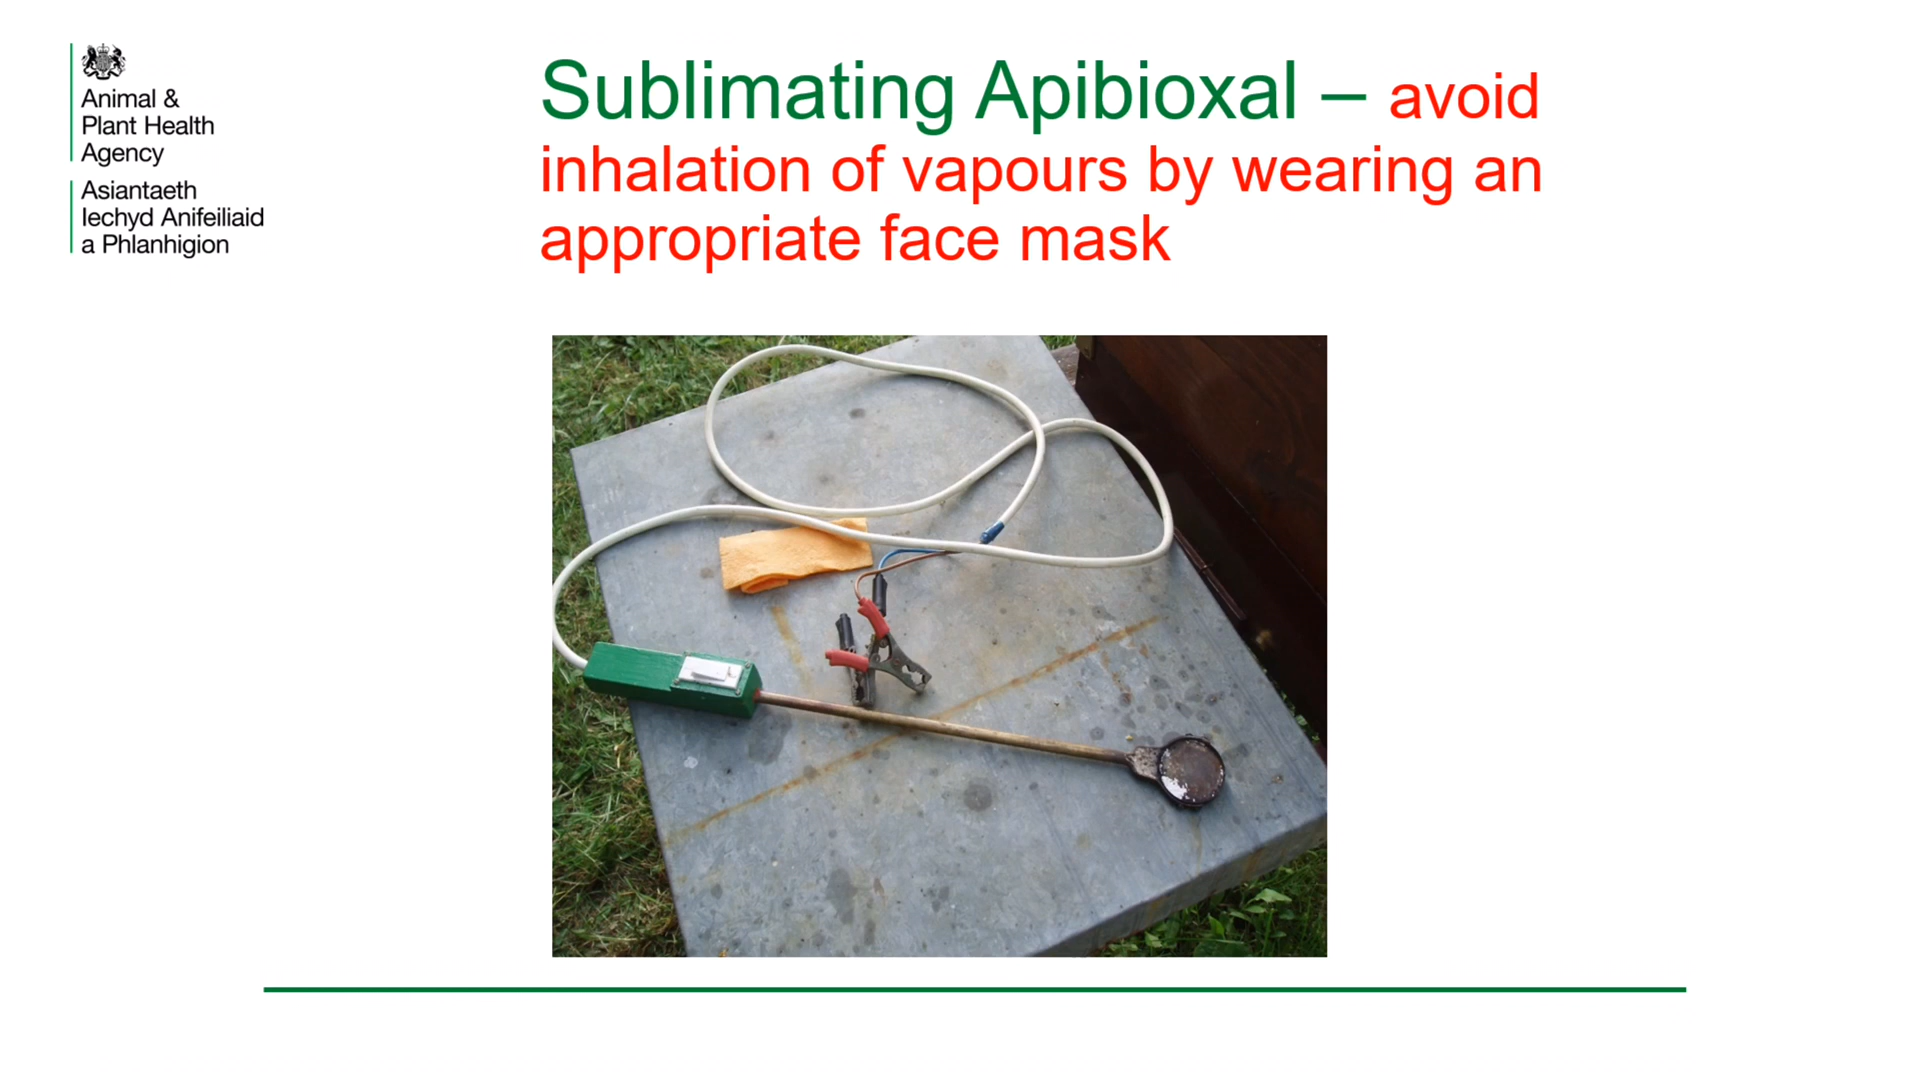 Animal &
Plant Health
Agency
Asiantaeth
Iechyd Anifeiliaid
a Phlanhigion
Sublimating Apibioxal – avoid
inhalation of vapours by wearing an
appropriate face mask